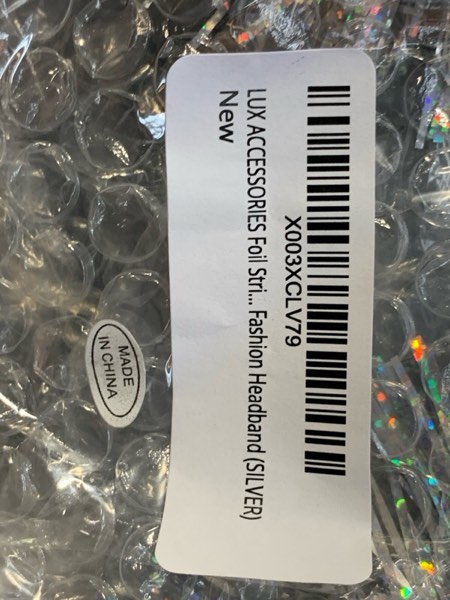 X003XCLV79
LUX ACCESSORIES Foil Stri... Fashion Headband (SILVER)
New
MADE
IN CHINA